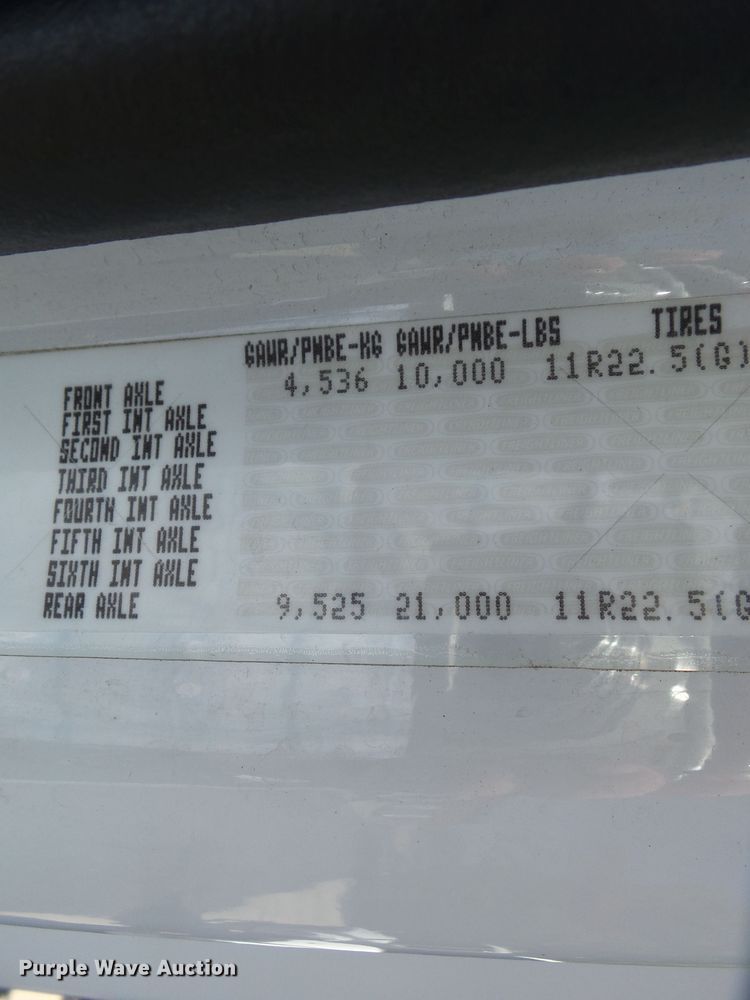 GAWR/PNBE-KG GAWR/PNBE-LBS TIRES
FRONT AXLE 4,536 10,000 11R22.5(G)
FIRST INT AXLE
SECOND INT AXLE
THIRD INT AXLE
FOURTH INT AXLE
FIFTH INT AXLE
SIXTH INT AXLE
REAR AXLE 9,525 21,000 11R22.5(G
Purple Wave Auction